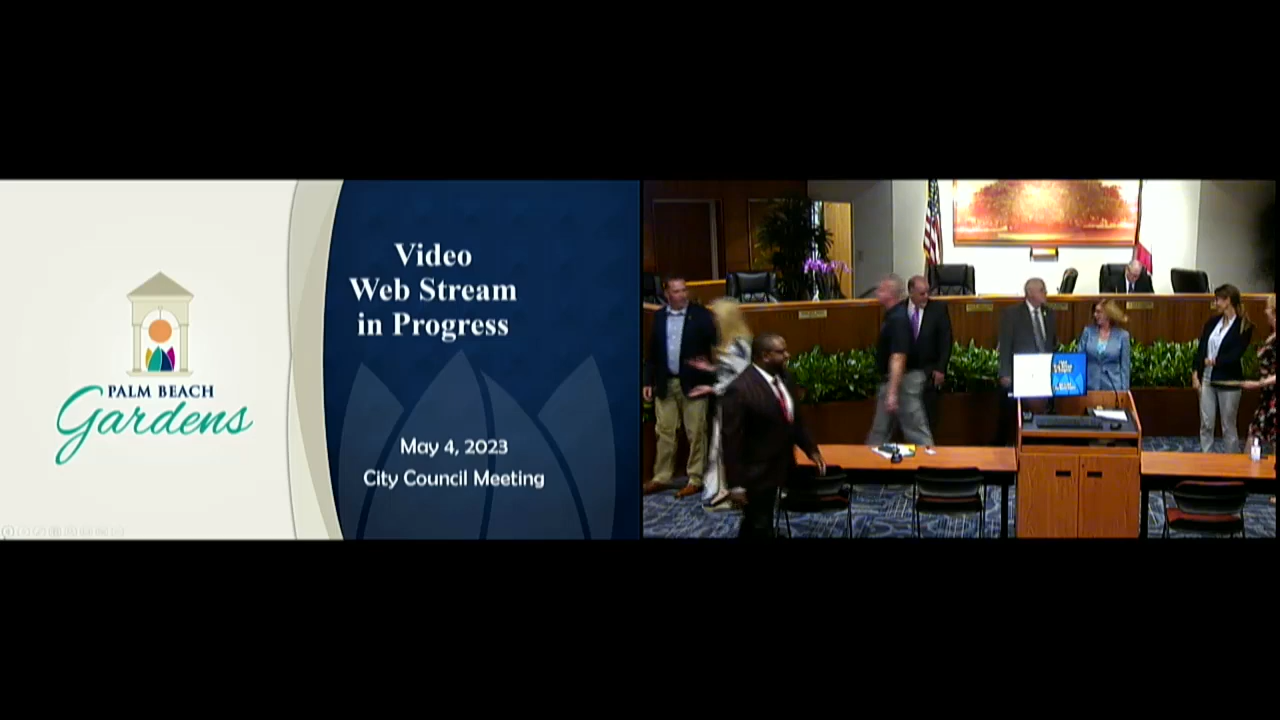 PALM BEACH
Gardens
Video
Web Stream
in Progress
May 4, 2023
City Council Meeting